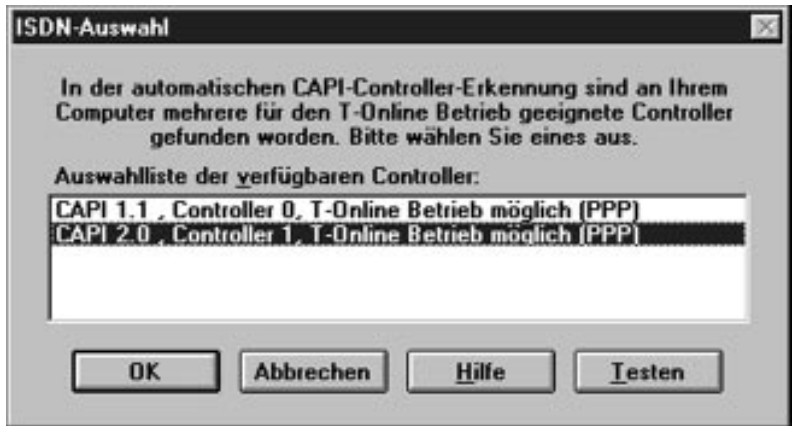 ISDN-Auswahl
In der automatischen CAPI-Controller-Erkennung sind an Ihrem
Computer mehrere für den T-Online Betrieb geeignete Controller
gefunden worden. Bitte wählen Sie eines aus.
Auswahlliste der verfügbaren Controller:
CAPI 1.1 , Controller 0, T-Online Betrieb möglich (PPP)
CAPI 2.0 , Controller 1, T-Online Betrieb möglich (PPP)
OK Abbrechen Hilfe Testen